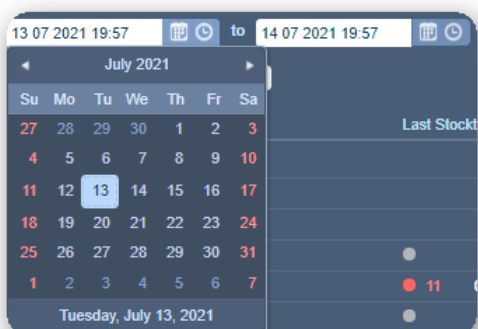 13 07 2021 19:57 to 14 07 2021 19:57
July 2021
Su Mo Tu We Th Fr Sa
27 28 29 30 1 2 3
4 5 6 7 8 9 10
11 12 13 14 15 16 17
18 19 20 21 22 23 24
25 26 27 28 29 30 31
1 2 3 4 5 6 7
Tuesday, July 13, 2021
Last Stockt
11